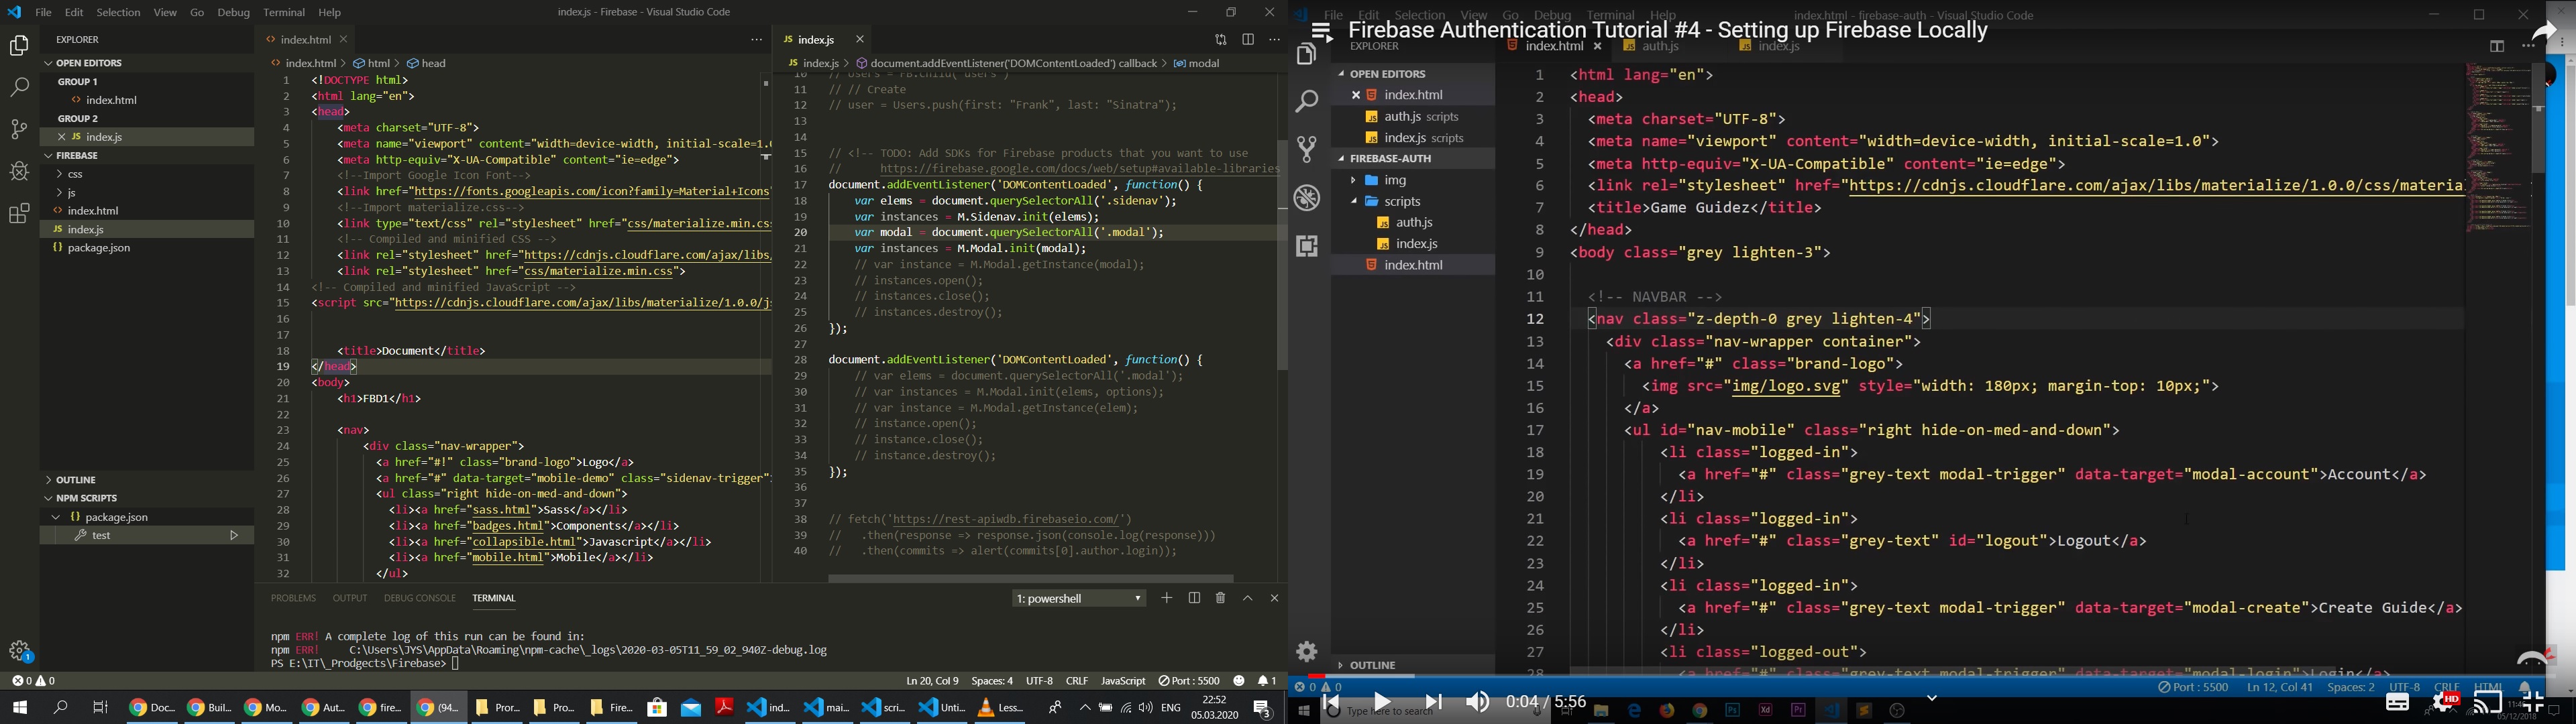 File Edit Selection View Go Debug Terminal Help
index.js - Firebase - Visual Studio Code
EXPLORER
OPEN EDITORS
GROUP 1
index.html
GROUP 2
index.js
FIREBASE
css
js
index.html
index.js
package.json
OUTLINE
NPM SCRIPTS
package.json
test
index.html
index.html > html > head
1 <!DOCTYPE html>
2 <html lang="en">
3 <head>
4 <meta charset="UTF-8">
5 <meta name="viewport" content="width=device-width, initial-scale=1.0
6 <meta http-equiv="X-UA-Compatible" content="ie=edge">
7 <!--Import Google Icon Font-->
8 <link href="https://fonts.googleapis.com/icon?family=Material+Icons"
9 <!--Import materialize.css-->
10 <link type="text/css" rel="stylesheet" href="css/materialize.min.css
11 <!-- Compiled and minified CSS -->
12 <link rel="stylesheet" href="https://cdnjs.cloudflare.com/ajax/libs/
13 <link rel="stylesheet" href="css/materialize.min.css">
14 <!-- Compiled and minified JavaScript -->
15 <script src="https://cdnjs.cloudflare.com/ajax/libs/materialize/1.0.0/js
16
17
18 <title>Document</title>
19 </head>
20 <body>
21 <h1>FBD1</h1>
22
23 <nav>
24 <div class="nav-wrapper">
25 <a href="#!" class="brand-logo">Logo</a>
26 <a href="#" data-target="mobile-demo" class="sidenav-trigger"
27 <ul class="right hide-on-med-and-down">
28 <li><a href="sass.html">Sass</a></li>
29 <li><a href="badges.html">Components</a></li>
30 <li><a href="collapsible.html">Javascript</a></li>
31 <li><a href="mobile.html">Mobile</a></li>
32 </ul>
index.js
index.js > document.addEventListener('DOMContentLoaded') callback > modal
10 // Users = FB.child('users')
11 // // Create
12 // user = Users.push(first: "Frank", last: "Sinatra");
13
14
15 // <!-- TODO: Add SDKs for Firebase products that you want to use
16 // https://firebase.google.com/docs/web/setup#available-libraries
17 document.addEventListener('DOMContentLoaded', function() {
18 var elems = document.querySelectorAll('.sidenav');
19 var instances = M.Sidenav.init(elems);
20 var modal = document.querySelectorAll('.modal');
21 var instances = M.Modal.init(modal);
22 // var instance = M.Modal.getInstance(modal);
23 // instances.open();
24 // instances.close();
25 // instances.destroy();
26 });
27
28 document.addEventListener('DOMContentLoaded', function() {
29 // var elems = document.querySelectorAll('.modal');
30 // var instances = M.Modal.init(elems, options);
31 // var instance = M.Modal.getInstance(elem);
32 // instance.open();
33 // instance.close();
34 // instance.destroy();
35 });
36
37
38 // fetch('https://rest-apiwdb.firebaseio.com/')
39 // .then(response => response.json(console.log(response)))
40 // .then(commits => alert(commits[0].author.login));
PROBLEMS OUTPUT DEBUG CONSOLE TERMINAL
1: powershell
npm ERR! A complete log of this run can be found in:
npm ERR! C:\Users\JYS\AppData\Roaming\npm-cache\_logs\2020-03-05T11_59_02_940Z-debug.log
PS E:\IT\_Prodgects\Firebase>
0 0
Ln 20, Col 9 Spaces: 4 UTF-8 CRLF JavaScript Port : 5500 1
Doc... Buil... Mo... Aut... fire... (94... Pror... Pro... Fire... ind... mai... scri... Unti... Less...
ENG
22:52
05.03.2020
3
File Edit Selection View Go Debug Terminal Help
index.html - firebase-auth - Visual Studio Code
Firebase Authentication Tutorial #4 - Setting up Firebase Locally
EXPLORER
index.html auth.js index.js
OPEN EDITORS
index.html
auth.js scripts
index.js scripts
FIREBASE-AUTH
img
scripts
auth.js
index.js
index.html
OUTLINE
1 <html lang="en">
2 <head>
3 <meta charset="UTF-8">
4 <meta name="viewport" content="width=device-width, initial-scale=1.0">
5 <meta http-equiv="X-UA-Compatible" content="ie=edge">
6 <link rel="stylesheet" href="https://cdnjs.cloudflare.com/ajax/libs/materialize/1.0.0/css/materia
7 <title>Game Guidez</title>
8 </head>
9 <body class="grey lighten-3">
10
11 <!-- NAVBAR -->
12 <nav class="z-depth-0 grey lighten-4">
13 <div class="nav-wrapper container">
14 <a href="#" class="brand-logo">
15 <img src="img/logo.svg" style="width: 180px; margin-top: 10px;">
16 </a>
17 <ul id="nav-mobile" class="right hide-on-med-and-down">
18 <li class="logged-in">
19 <a href="#" class="grey-text modal-trigger" data-target="modal-account">Account</a>
20 </li>
21 <li class="logged-in">
22 <a href="#" class="grey-text" id="logout">Logout</a>
23 </li>
24 <li class="logged-in">
25 <a href="#" class="grey-text modal-trigger" data-target="modal-create">Create Guide</a>
26 </li>
27 <li class="logged-out">
28 <a href="#" class="grey-text modal-trigger" data-target="modal-login">Login</a>
0 0
Port : 5500 Ln 12, Col 41 Spaces: 2 UTF-8 CRLF HTML
0:04 / 5:56
Type here to search
HD
05/12/2018